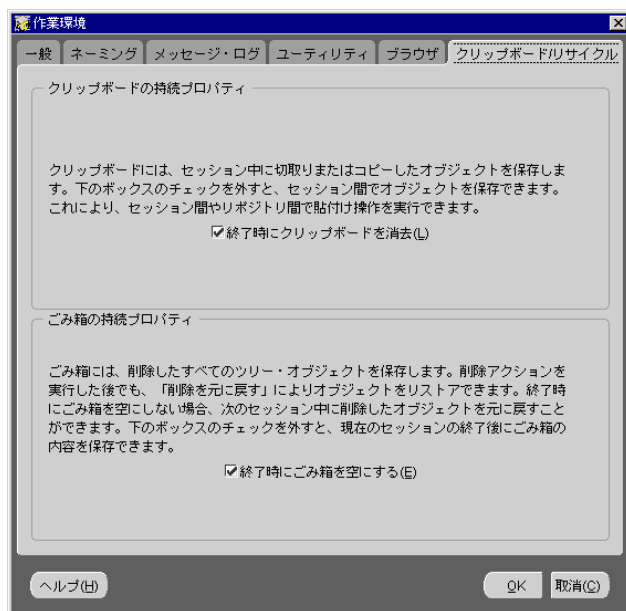 作業環境
一般 ネーミング メッセージ・ログ ユーティリティ ブラウザ クリップボード/リサイクル
クリップボードの持続プロパティ
クリップボードには、セッション中に切取りまたはコピーしたオブジェクトを保存しま
す。下のボックスのチェックを外すと、セッション間でオブジェクトを保存できます。
これにより、セッション間やリポジトリ間で貼付け操作を実行できます。
終了時にクリップボードを消去(L)
ごみ箱の持続プロパティ
ごみ箱には、削除したすべてのツリー・オブジェクトを保存します。削除アクションを
実行した後でも、「削除を元に戻す」によりオブジェクトをリストアできます。終了時
にごみ箱を空にしない場合、次のセッション中に削除したオブジェクトを元に戻すこと
ができます。下のボックスのチェックを外すと、現在のセッションの終了後にごみ箱の
内容を保存できます。
終了時にごみ箱を空にする(E)
ヘルプ(H) OK 取消(C)